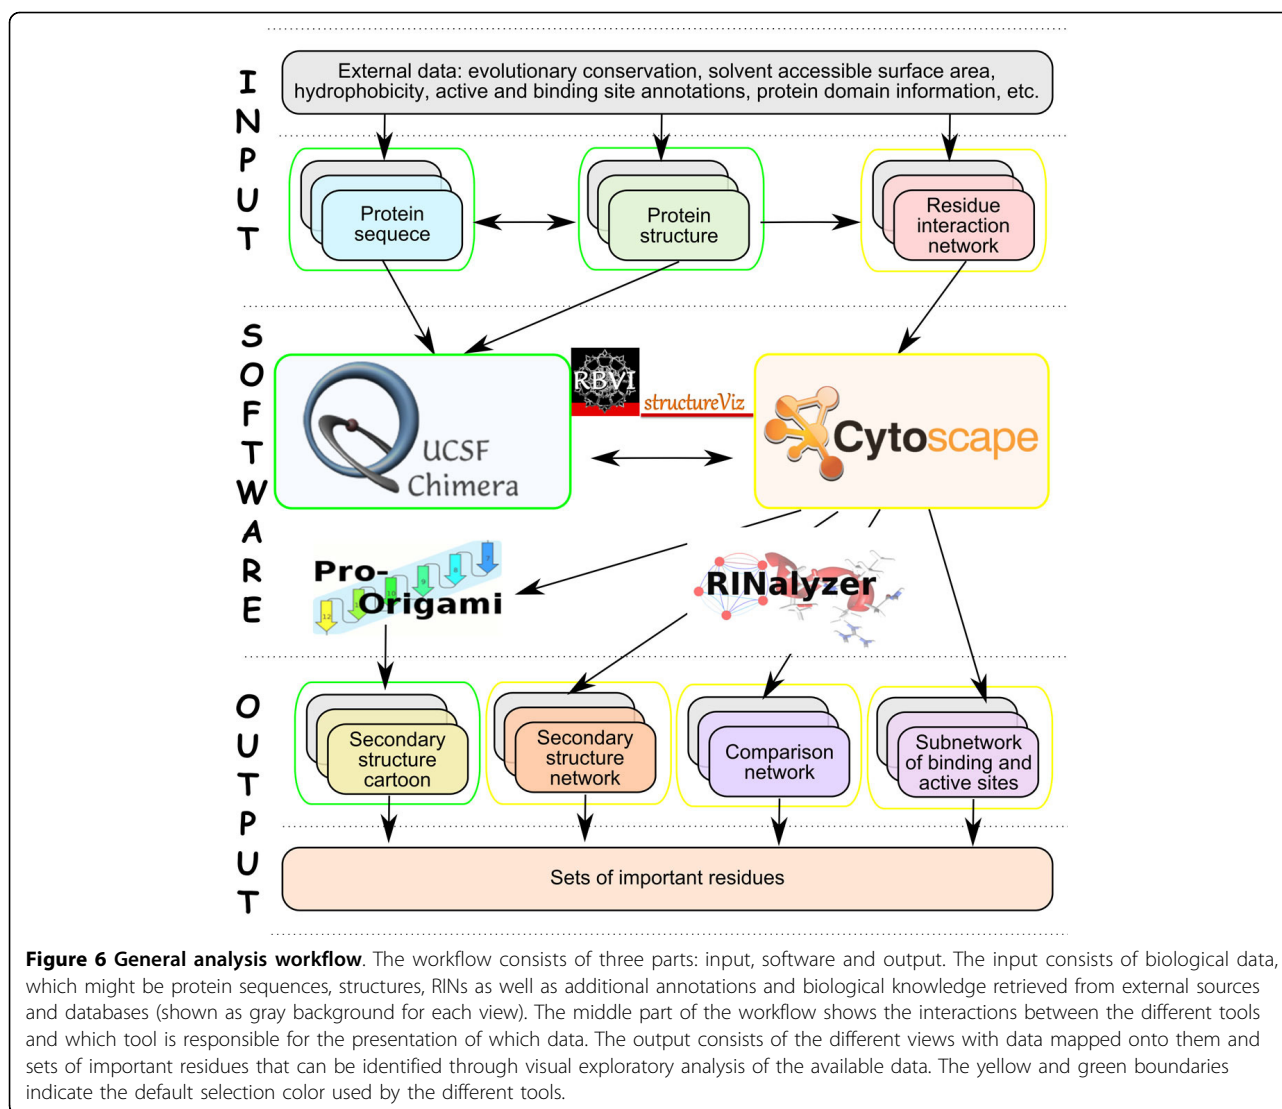 INPUT
External data: evolutionary conservation, solvent accessible surface area,
hydrophobicity, active and binding site annotations, protein domain information, etc.
Protein
sequece
Protein
structure
Residue
interaction
network
SOFTWARE
UCSF
Chimera
RBVI
structureViz
Cytoscape
Pro-
Origami
12
10
9
8
7
RINalyzer
OUTPUT
Secondary
structure
cartoon
Secondary
structure
network
Comparison
network
Subnetwork
of binding and
active sites
Sets of important residues
Figure 6 General analysis workflow. The workflow consists of three parts: input, software and output. The input consists of biological data,
which might be protein sequences, structures, RINs as well as additional annotations and biological knowledge retrieved from external sources
and databases (shown as gray background for each view). The middle part of the workflow shows the interactions between the different tools
and which tool is responsible for the presentation of which data. The output consists of the different views with data mapped onto them and
sets of important residues that can be identified through visual exploratory analysis of the available data. The yellow and green boundaries
indicate the default selection color used by the different tools.